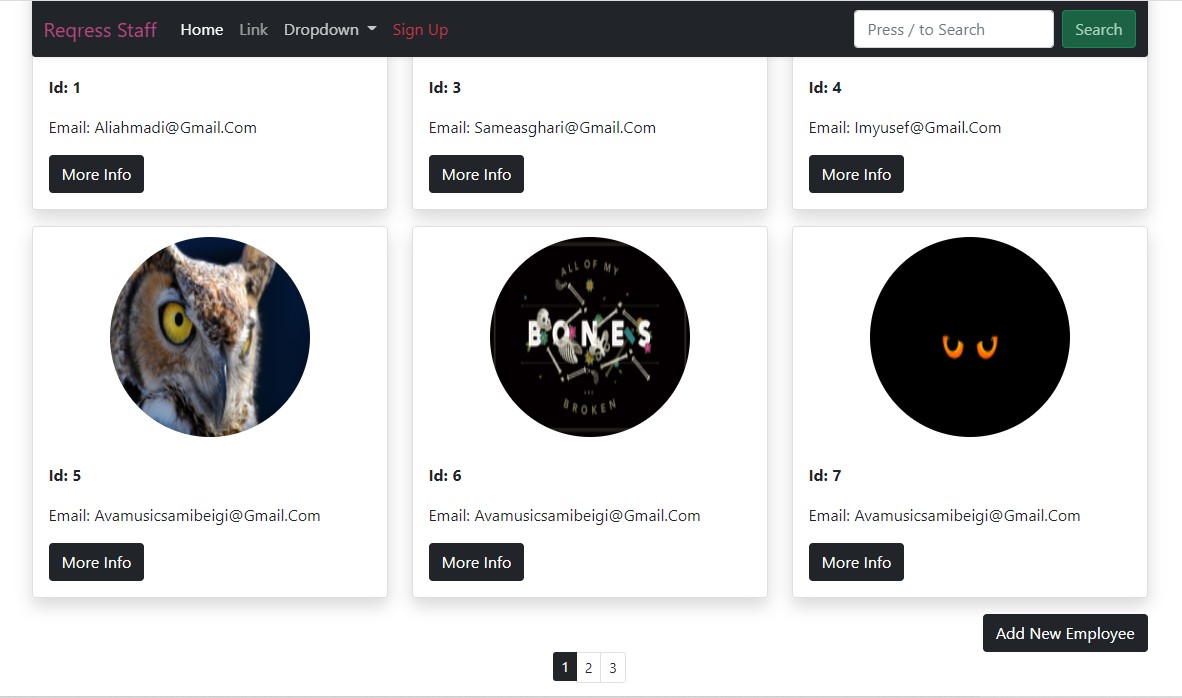 Reqress Staff Home Link Dropdown Sign Up Press / to Search Search
Id: 1
Email: Aliahmadi@Gmail.Com
More Info
Id: 3
Email: Sameasghari@Gmail.Com
More Info
Id: 4
Email: Imyusef@Gmail.Com
More Info
ALL OF MY
BONES
...
BROKEN
Id: 5
Email: Avamusicsamibeigi@Gmail.Com
More Info
Id: 6
Email: Avamusicsamibeigi@Gmail.Com
More Info
Id: 7
Email: Avamusicsamibeigi@Gmail.Com
More Info
Add New Employee
1 2 3